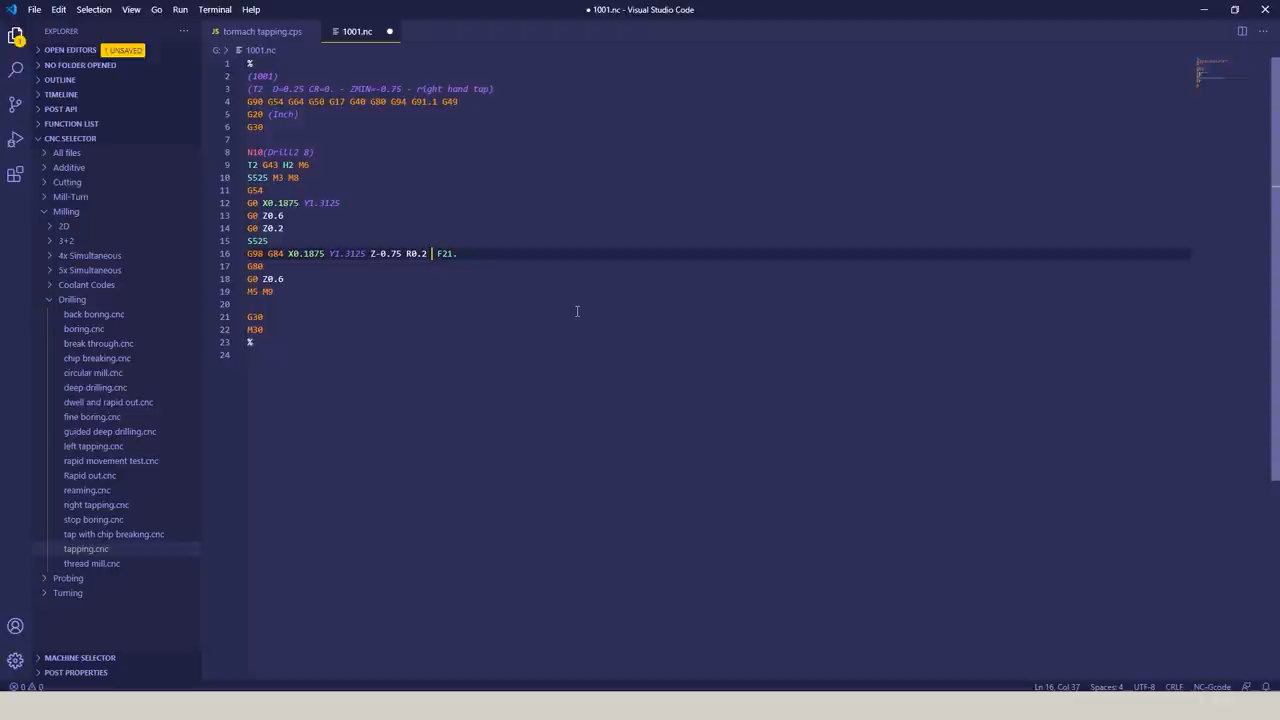 File Edit Selection View Go Run Terminal Help
● 1001.nc - Visual Studio Code
EXPLORER
1
OPEN EDITORS 1 UNSAVED
NO FOLDER OPENED
OUTLINE
TIMELINE
POST API
FUNCTION LIST
CNC SELECTOR
All files
Additive
Cutting
Mill-Turn
Milling
2D
3+2
4x Simultaneous
5x Simultaneous
Coolant Codes
Drilling
back boring.cnc
boring.cnc
break through.cnc
chip breaking.cnc
circular mill.cnc
deep drilling.cnc
dwell and rapid out.cnc
fine boring.cnc
guided deep drilling.cnc
left tapping.cnc
rapid movement test.cnc
Rapid out.cnc
reaming.cnc
right tapping.cnc
stop boring.cnc
tap with chip breaking.cnc
tapping.cnc
thread mill.cnc
Probing
Turning
MACHINE SELECTOR
POST PROPERTIES
JS tormach tapping.cps
1001.nc
G: > 1001.nc
1 %
2 (1001)
3 (T2 D=0.25 CR=0. - ZMIN=-0.75 - right hand tap)
4 G90 G54 G64 G50 G17 G40 G80 G94 G91.1 G49
5 G20 (Inch)
6 G30
7
8 N10(Drill2 8)
9 T2 G43 H2 M6
10 S525 M3 M8
11 G54
12 G0 X0.1875 Y1.3125
13 G0 Z0.6
14 G0 Z0.2
15 S525
16 G98 G84 X0.1875 Y1.3125 Z-0.75 R0.2 F21.
17 G80
18 G0 Z0.6
19 M5 M9
20
21 G30
22 M30
23 %
24
0 0
Ln 16, Col 37 Spaces: 4 UTF-8 CRLF NC-Gcode